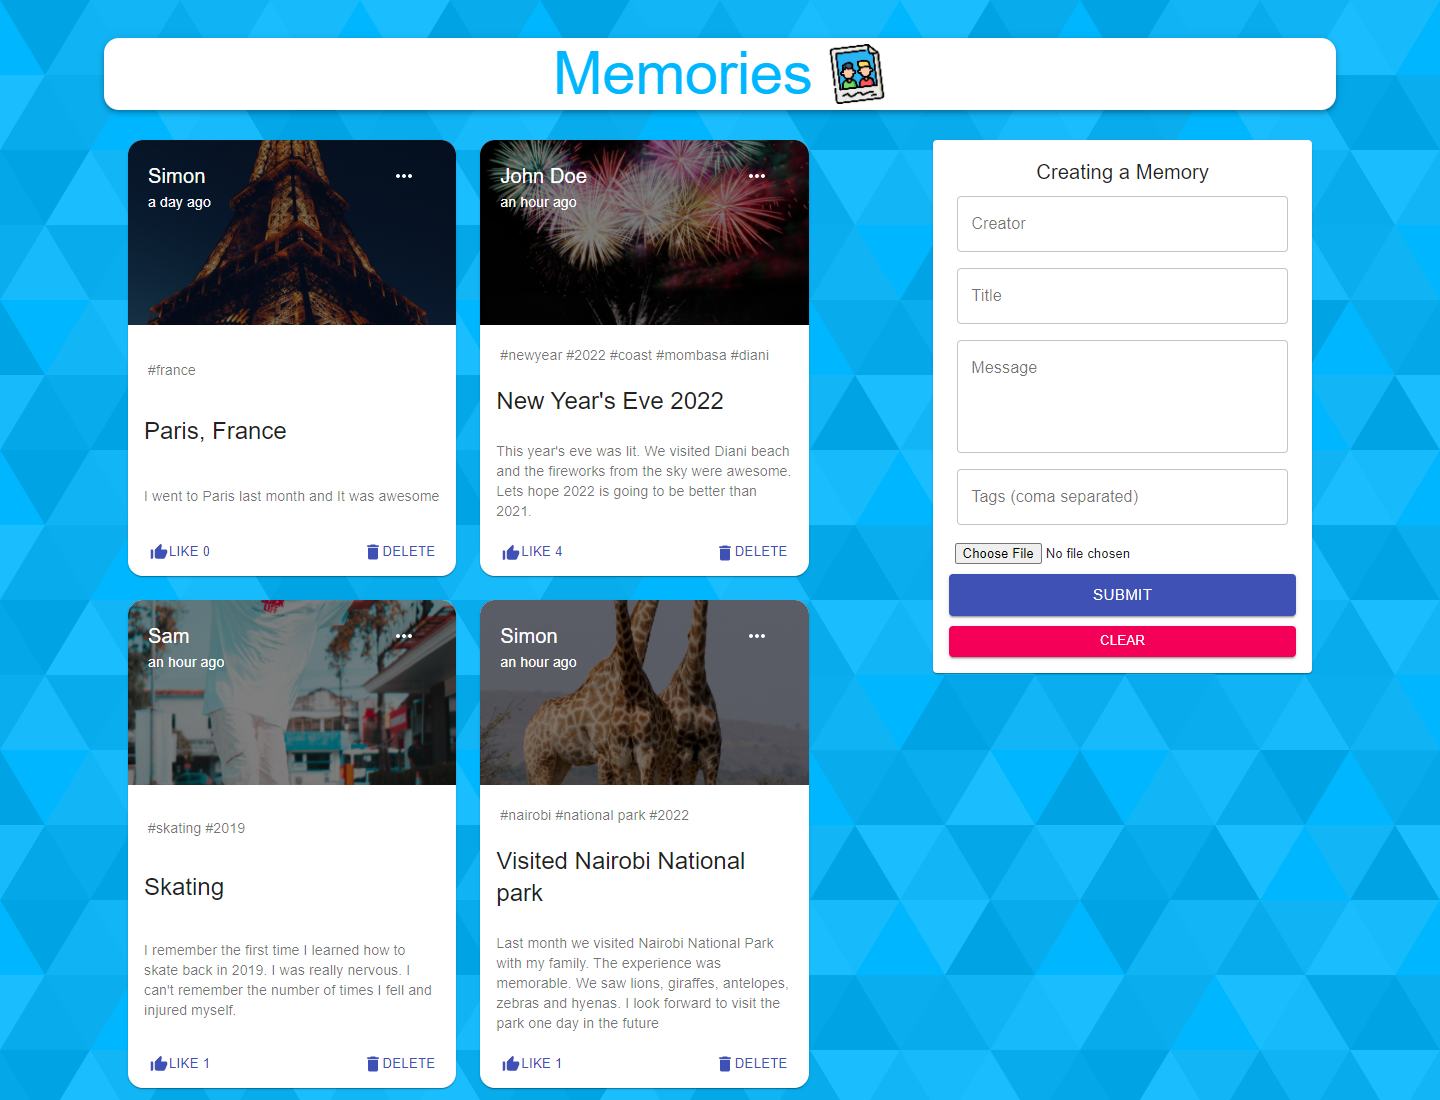 Memories
Simon
a day ago
#france
Paris, France
I went to Paris last month and It was awesome
LIKE 0
DELETE
John Doe
an hour ago
#newyear #2022 #coast #mombasa #diani
New Year's Eve 2022
This year's eve was lit. We visited Diani beach
and the fireworks from the sky were awesome.
Lets hope 2022 is going to be better than
2021.
LIKE 4
DELETE
Sam
an hour ago
#skating #2019
Skating
I remember the first time I learned how to
skate back in 2019. I was really nervous. I
can't remember the number of times I fell and
injured myself.
LIKE 1
DELETE
Simon
an hour ago
#nairobi #national park #2022
Visited Nairobi National
park
Last month we visited Nairobi National Park
with my family. The experience was
memorable. We saw lions, giraffes, antelopes,
zebras and hyenas. I look forward to visit the
park one day in the future
LIKE 1
DELETE
Creating a Memory
Creator
Title
Message
Tags (coma separated)
Choose File No file chosen
SUBMIT
CLEAR